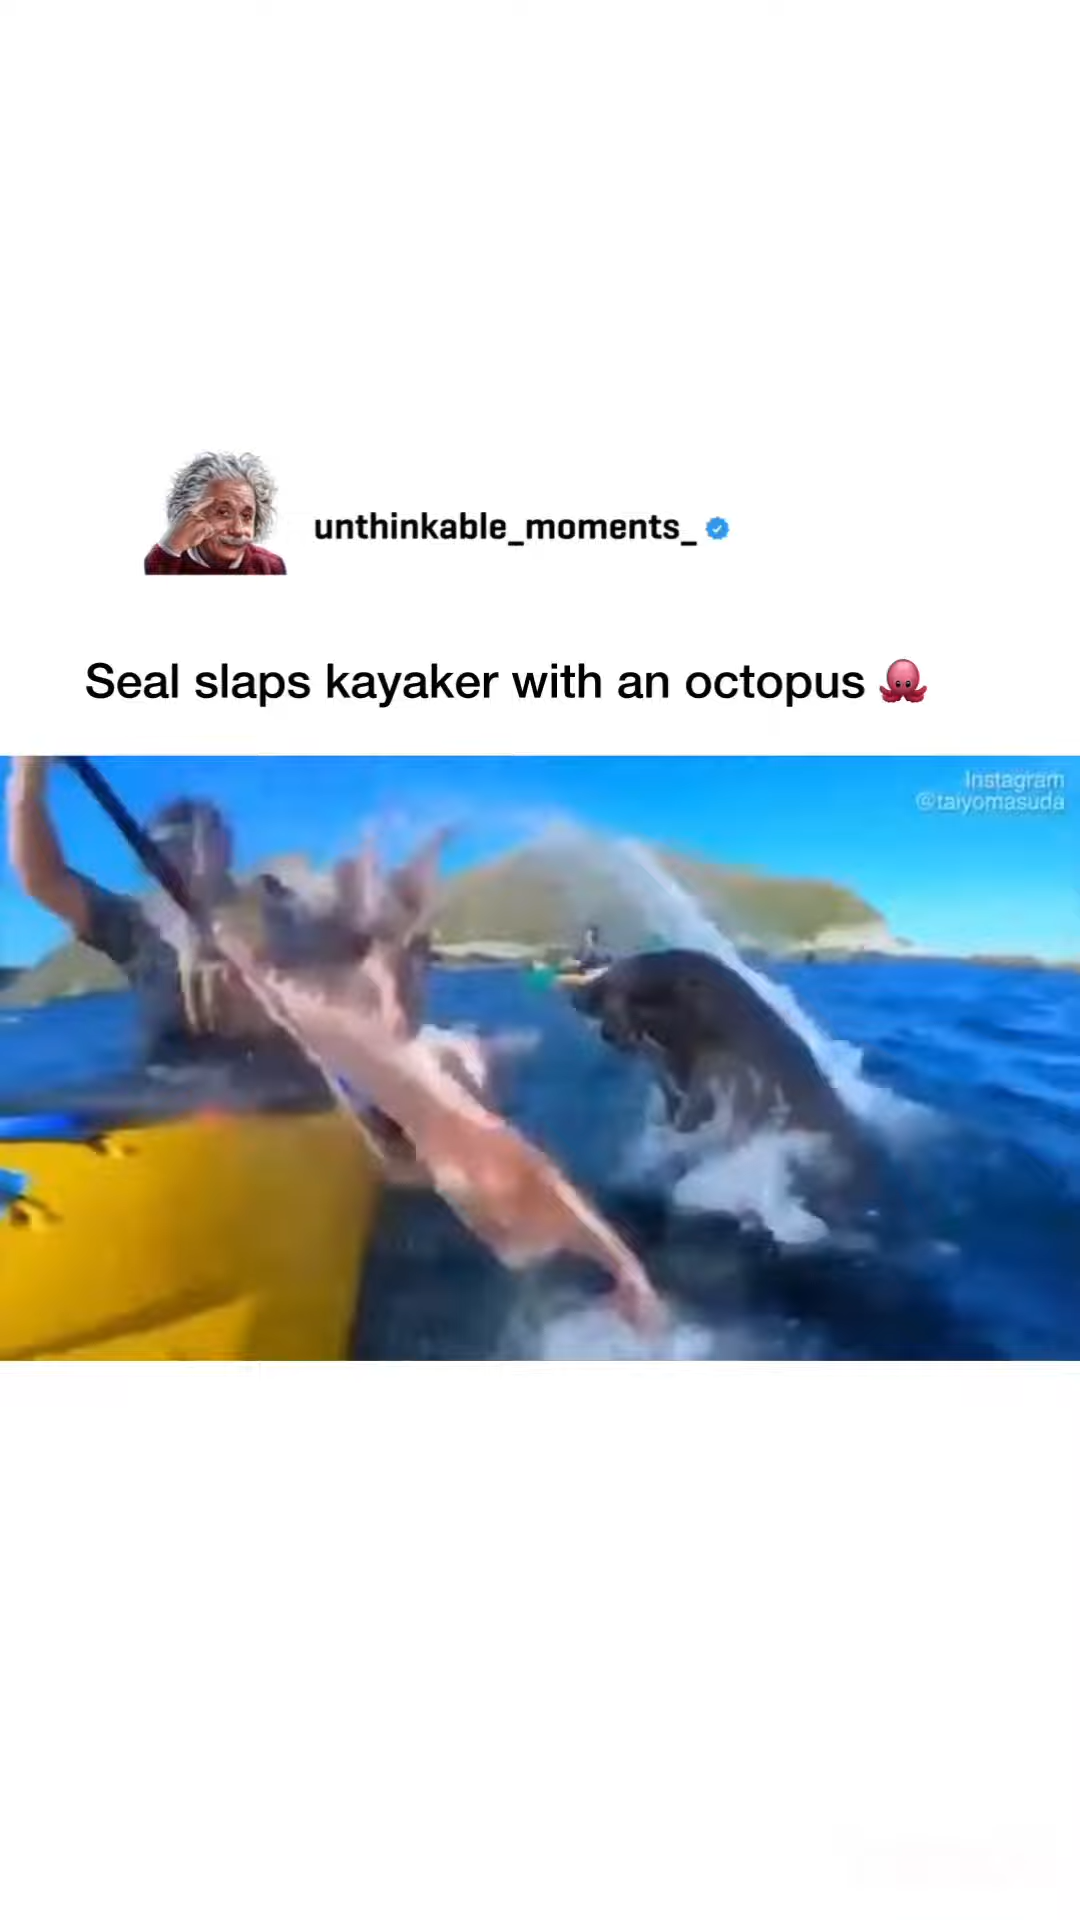 unthinkable_moments_
Seal slaps kayaker with an octopus 🐙
Instagram
@taiyomasuda